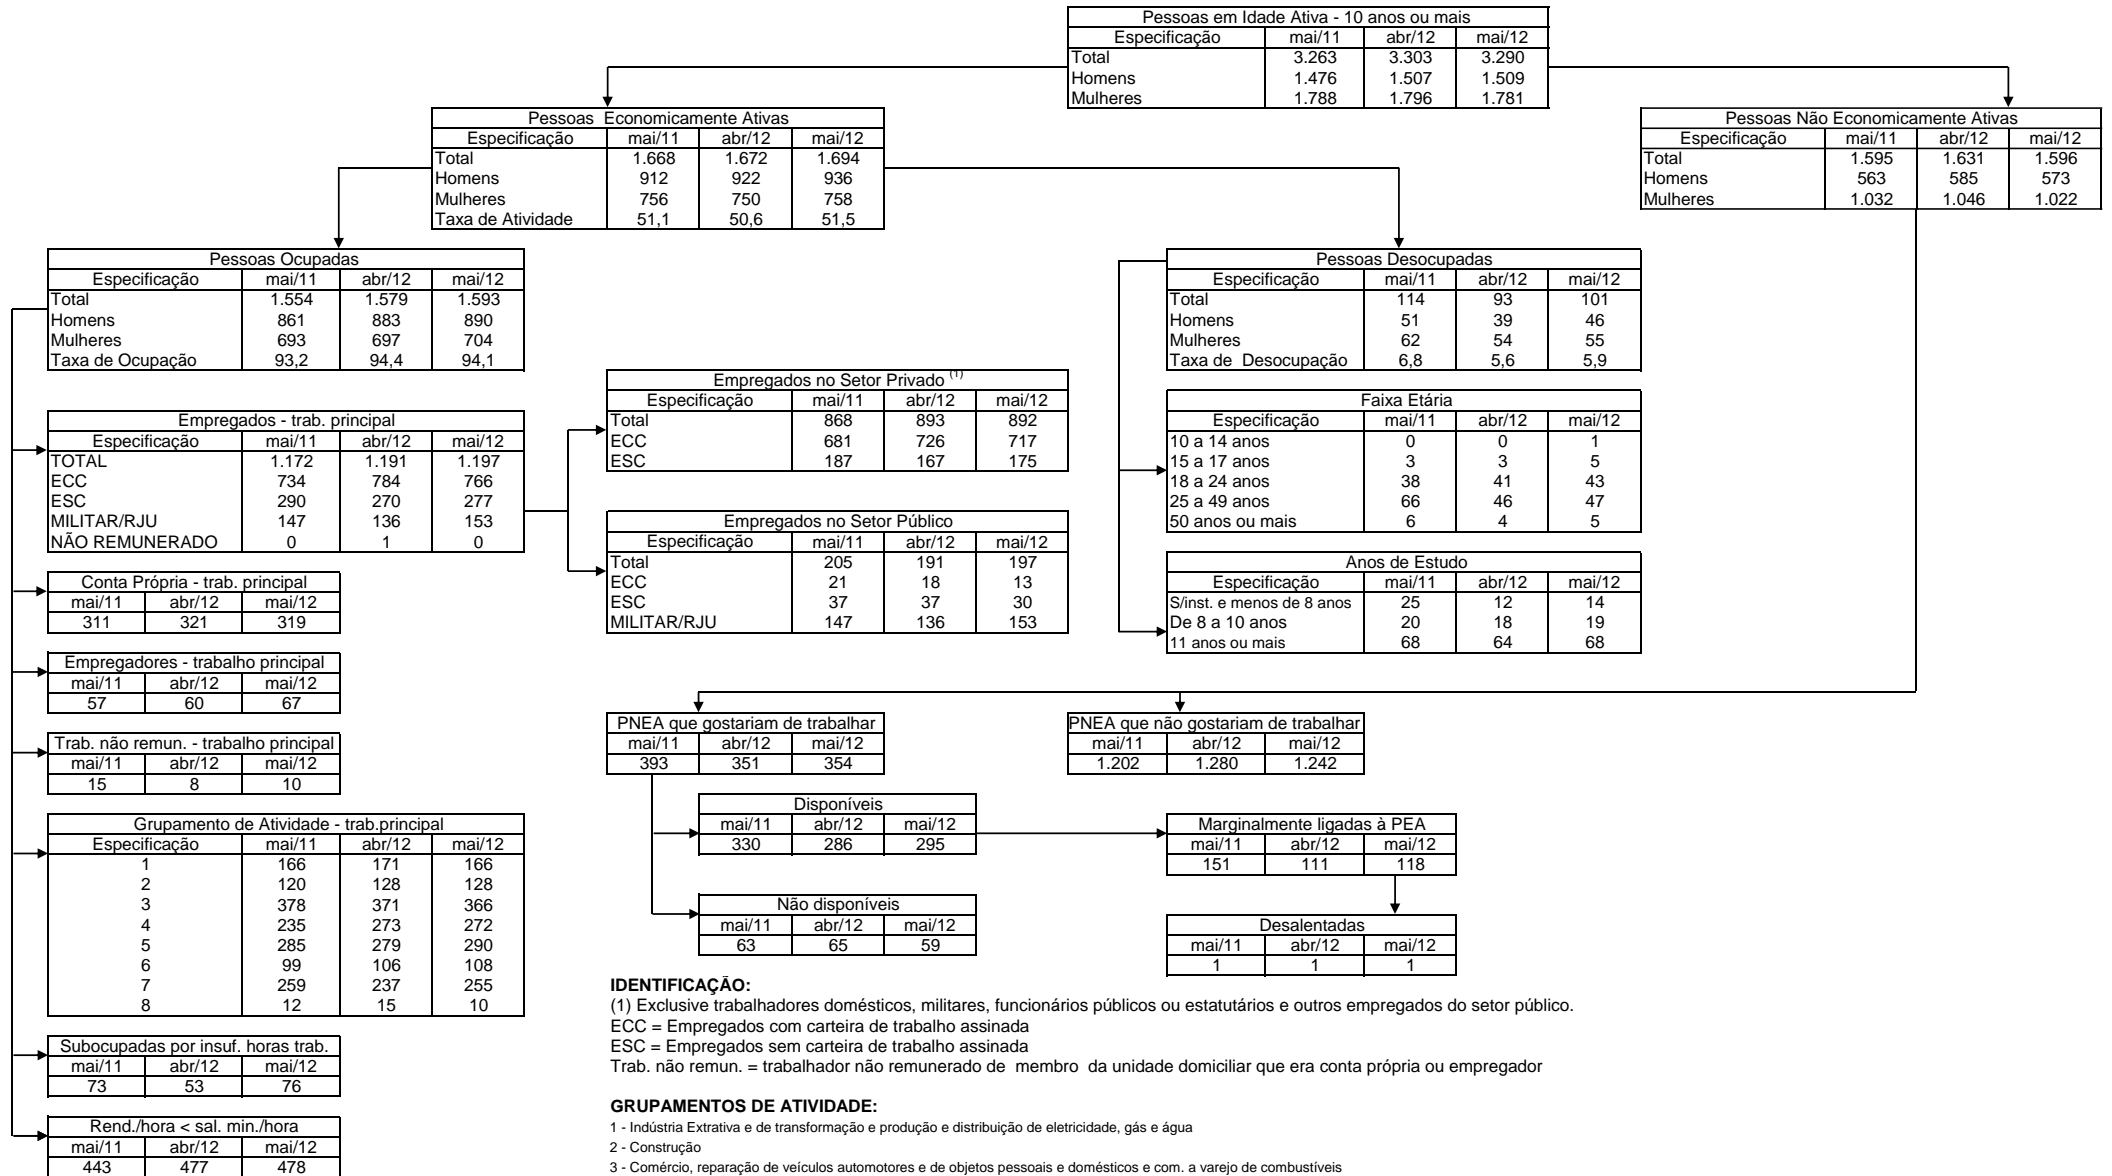 Pessoas em Idade Ativa - 10 anos ou mais
Especificação mai/11 abr/12 mai/12
Total 3.263 3.303 3.290
Homens 1.476 1.507 1.509
Mulheres 1.788 1.796 1.781
Pessoas Economicamente Ativas
Especificação mai/11 abr/12 mai/12
Total 1.668 1.672 1.694
Homens 912 922 936
Mulheres 756 750 758
Taxa de Atividade 51,1 50,6 51,5
Pessoas Não Economicamente Ativas
Especificação mai/11 abr/12 mai/12
Total 1.595 1.631 1.596
Homens 563 585 573
Mulheres 1.032 1.046 1.022
Pessoas Ocupadas
Especificação mai/11 abr/12 mai/12
Total 1.554 1.579 1.593
Homens 861 883 890
Mulheres 693 697 704
Taxa de Ocupação 93,2 94,4 94,1
Pessoas Desocupadas
Especificação mai/11 abr/12 mai/12
Total 114 93 101
Homens 51 39 46
Mulheres 62 54 55
Taxa de Desocupação 6,8 5,6 5,9
Empregados - trab. principal
Especificação mai/11 abr/12 mai/12
TOTAL 1.172 1.191 1.197
ECC 734 784 766
ESC 290 270 277
MILITAR/RJU 147 136 153
NÃO REMUNERADO 0 1 0
Empregados no Setor Privado (1)
Especificação mai/11 abr/12 mai/12
Total 868 893 892
ECC 681 726 717
ESC 187 167 175
Empregados no Setor Público
Especificação mai/11 abr/12 mai/12
Total 205 191 197
ECC 21 18 13
ESC 37 37 30
MILITAR/RJU 147 136 153
Faixa Etária
Especificação mai/11 abr/12 mai/12
10 a 14 anos 0 0 1
15 a 17 anos 3 3 5
18 a 24 anos 38 41 43
25 a 49 anos 66 46 47
50 anos ou mais 6 4 5
Anos de Estudo
Especificação mai/11 abr/12 mai/12
S/inst. e menos de 8 anos 25 12 14
De 8 a 10 anos 20 18 19
11 anos ou mais 68 64 68
Conta Própria - trab. principal
mai/11 abr/12 mai/12
311 321 319
Empregadores - trabalho principal
mai/11 abr/12 mai/12
57 60 67
Trab. não remun. - trabalho principal
mai/11 abr/12 mai/12
15 8 10
Grupamento de Atividade - trab.principal
Especificação mai/11 abr/12 mai/12
1 166 171 166
2 120 128 128
3 378 371 366
4 235 273 272
5 285 279 290
6 99 106 108
7 259 237 255
8 12 15 10
Subocupadas por insuf. horas trab.
mai/11 abr/12 mai/12
73 53 76
Rend./hora < sal. min./hora
mai/11 abr/12 mai/12
443 477 478
PNEA que gostariam de trabalhar
mai/11 abr/12 mai/12
393 351 354
PNEA que não gostariam de trabalhar
mai/11 abr/12 mai/12
1.202 1.280 1.242
Disponíveis
mai/11 abr/12 mai/12
330 286 295
Marginalmente ligadas à PEA
mai/11 abr/12 mai/12
151 111 118
Não disponíveis
mai/11 abr/12 mai/12
63 65 59
Desalentadas
mai/11 abr/12 mai/12
1 1 1
IDENTIFICAÇÃO:
(1) Exclusive trabalhadores domésticos, militares, funcionários públicos ou estatutários e outros empregados do setor público.
ECC = Empregados com carteira de trabalho assinada
ESC = Empregados sem carteira de trabalho assinada
Trab. não remun. = trabalhador não remunerado de membro da unidade domiciliar que era conta própria ou empregador
GRUPAMENTOS DE ATIVIDADE:
1 - Indústria Extrativa e de transformação e produção e distribuição de eletricidade, gás e água
2 - Construção
3 - Comércio, reparação de veículos automotores e de objetos pessoais e domésticos e com. a varejo de combustíveis